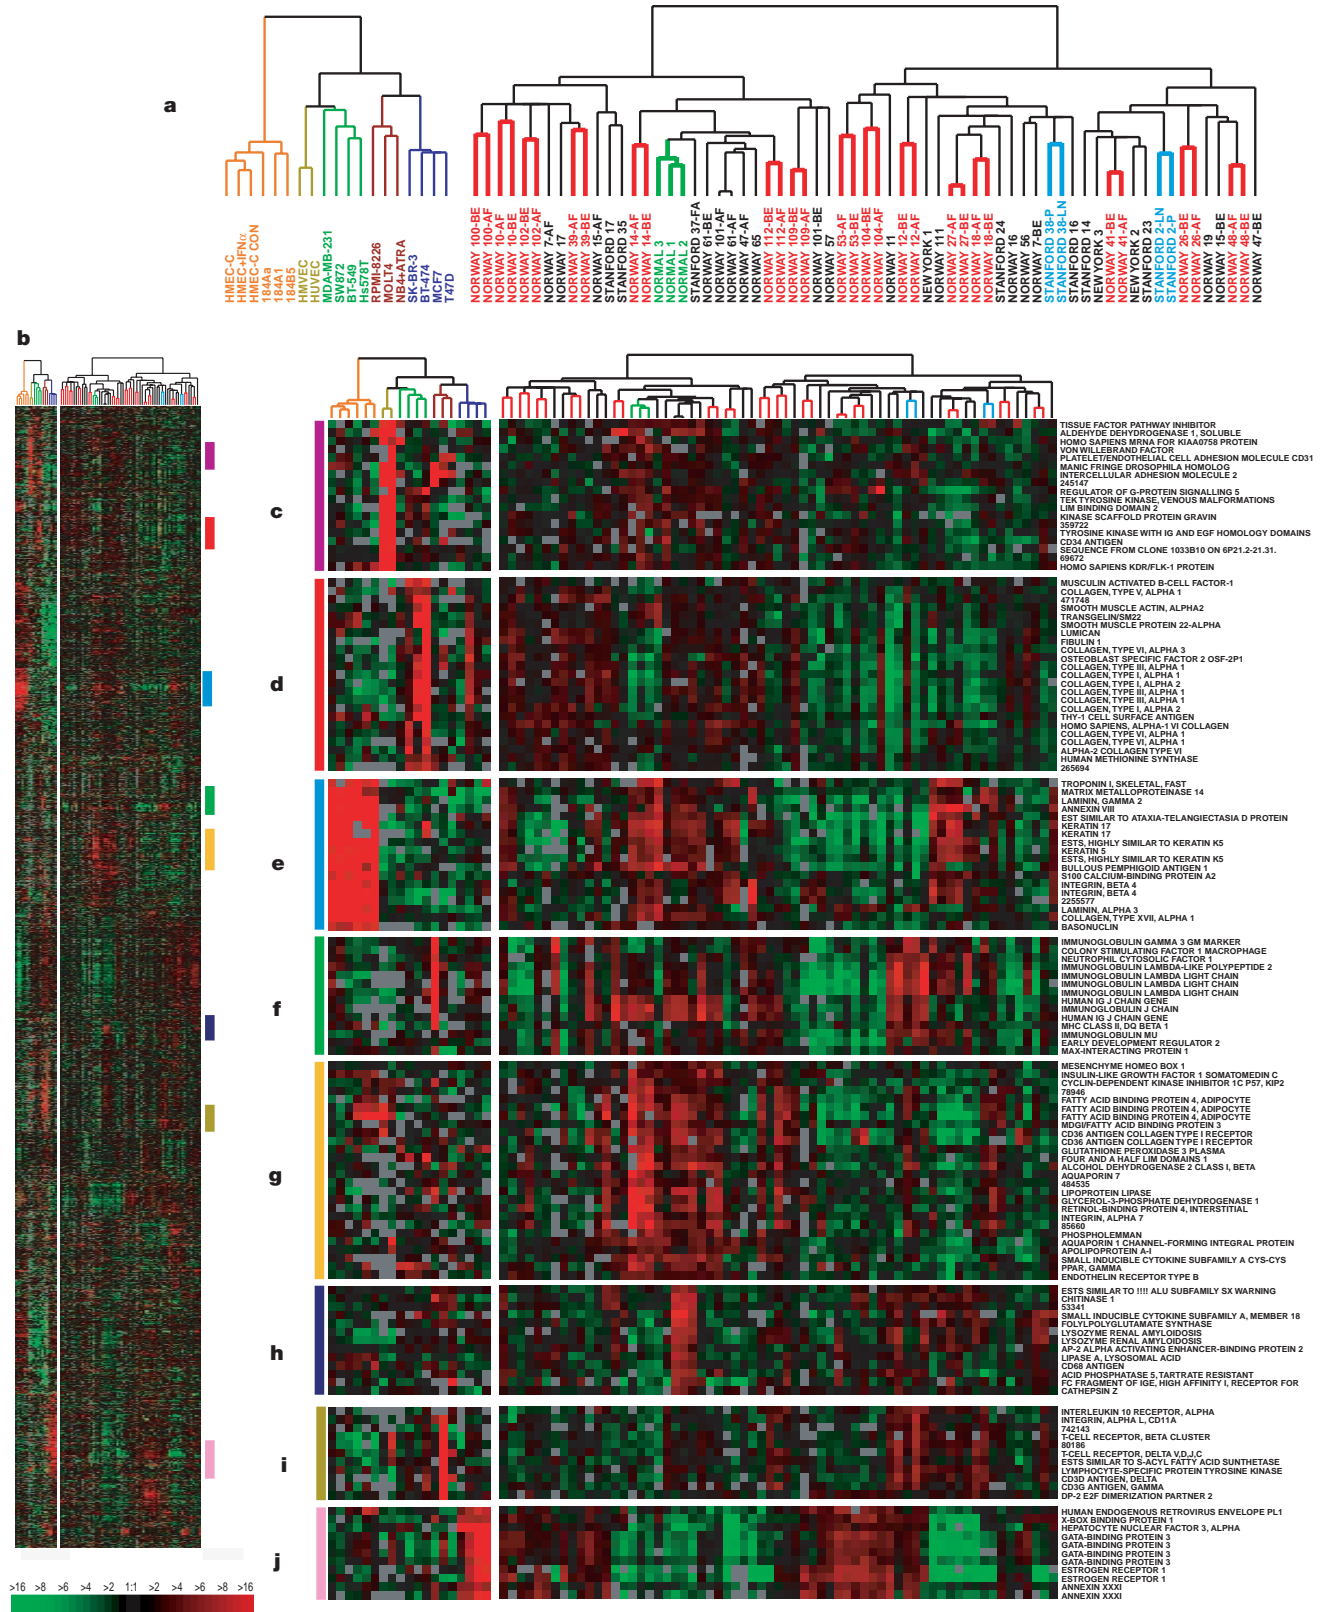 a
HMEC-C
HMEC+IFNα
HMEC-C CON
184Aa
184A1
184B5
HMVEC
HUVEC
MDA-MB-231
SW872
BT-549
Hs578T
RPMI-8226
MOLT4
NB4+ATRA
SK-BR-3
BT-474
MCF7
T47D
NORWAY 100-BE
NORWAY 100-AF
NORWAY 10-AF
NORWAY 10-BE
NORWAY 102-BE
NORWAY 102-AF
NORWAY 7-AF
NORWAY 17
NORWAY 39-AF
NORWAY 39-BE
NORWAY 15-AF
STANFORD 17
STANFORD 35
NORWAY 14-AF
NORWAY 14-BE
NORMAL 3
NORMAL 1
NORMAL 2
STANFORD 37-FA
NORWAY 61-BE
NORWAY 101-AF
NORWAY 61-AF
NORWAY 47-AF
NORWAY 65
NORWAY 112-BE
NORWAY 112-AF
NORWAY 109-AF
NORWAY 109-BE
NORWAY 101-BE
NORWAY 57
NORWAY 53-AF
NORWAY 53-BE
NORWAY 104-BE
NORWAY 104-AF
NORWAY 11
NORWAY 12-BE
NORWAY 12-AF
NEW YORK 1
NORWAY 111
NORWAY 27-AF
NORWAY 27-BE
NORWAY 18-AF
NORWAY 18-BE
STANFORD 24
NORWAY 16
NORWAY 56
NORWAY 7-BE
STANFORD 38-P
STANFORD 38-LN
STANFORD 16
STANFORD 14
NEW YORK 3
NORWAY 41-BE
NORWAY 41-AF
NEW YORK 2
STANFORD 23
STANFORD 2-LN
STANFORD 2-P
NORWAY 26-BE
NORWAY 26-AF
NORWAY 19
NORWAY 15-BE
NORWAY 48-AF
NORWAY 48-BE
NORWAY 47-BE
b
c
TISSUE FACTOR PATHWAY INHIBITOR
ALDEHYDE DEHYDROGENASE 1, SOLUBLE
HOMO SAPIENS MRNA FOR KIAA0758 PROTEIN
VON WILLEBRAND FACTOR
PLATELET/ENDOTHELIAL CELL ADHESION MOLECULE CD31
MANIC FRINGE DROSOPHILA HOMOLOG
INTERCELLULAR ADHESION MOLECULE 2
245147
REGULATOR OF G-PROTEIN SIGNALLING 5
TEK TYROSINE KINASE, VENOUS MALFORMATIONS
LIM BINDING DOMAIN 2
KINASE SCAFFOLD PROTEIN GRAVIN
359722
TYROSINE KINASE WITH IG AND EGF HOMOLOGY DOMAINS
CD34 ANTIGEN
SEQUENCE FROM CLONE 1033B10 ON 6P21.2-21.31.
69672
HOMO SAPIENS KDR/FLK-1 PROTEIN
d
MUSCULIN ACTIVATED B-CELL FACTOR-1
COLLAGEN, TYPE V, ALPHA 1
471748
SMOOTH MUSCLE ACTIN, ALPHA2
TRANSGELIN/SM22
SMOOTH MUSCLE PROTEIN 22-ALPHA
LUMICAN
FIBULIN 1
COLLAGEN, TYPE VI, ALPHA 3
OSTEOBLAST SPECIFIC FACTOR 2 OSF-2P1
COLLAGEN, TYPE III, ALPHA 1
COLLAGEN, TYPE I, ALPHA 1
COLLAGEN, TYPE I, ALPHA 2
COLLAGEN, TYPE III, ALPHA 1
COLLAGEN, TYPE III, ALPHA 1
COLLAGEN, TYPE I, ALPHA 2
THY-1 CELL SURFACE ANTIGEN
HOMO SAPIENS, ALPHA-1 VI COLLAGEN
COLLAGEN, TYPE VI, ALPHA 1
COLLAGEN, TYPE VI, ALPHA 1
ALPHA-2 COLLAGEN TYPE VI
HUMAN METHIONINE SYNTHASE
265694
e
TROPONIN I, SKELETAL, FAST
MATRIX METALLOPROTEINASE 14
LAMININ, GAMMA 2
ANNEXIN VIII
EST SIMILAR TO ATAXIA-TELANGIECTASIA D PROTEIN
KERATIN 17
KERATIN 17
ESTS, HIGHLY SIMILAR TO KERATIN K5
KERATIN 5
ESTS, HIGHLY SIMILAR TO KERATIN K5
BULLOUS PEMPHIGOID ANTIGEN 1
S100 CALCIUM-BINDING PROTEIN A2
INTEGRIN, BETA 4
INTEGRIN, BETA 4
2255577
LAMININ, ALPHA 3
COLLAGEN, TYPE XVII, ALPHA 1
BASONUCLIN
f
IMMUNOGLOBULIN GAMMA 3 GM MARKER
COLONY STIMULATING FACTOR 1 MACROPHAGE
NEUTROPHIL CYTOSOLIC FACTOR 1
IMMUNOGLOBULIN LAMBDA-LIKE POLYPEPTIDE 2
IMMUNOGLOBULIN LAMBDA LIGHT CHAIN
IMMUNOGLOBULIN LAMBDA LIGHT CHAIN
IMMUNOGLOBULIN LAMBDA LIGHT CHAIN
HUMAN IG J CHAIN GENE
IMMUNOGLOBULIN J CHAIN
HUMAN IG J CHAIN GENE
MHC CLASS II, DQ BETA 1
IMMUNOGLOBULIN MU
EARLY DEVELOPMENT REGULATOR 2
MAX-INTERACTING PROTEIN 1
g
MESENCHYME HOMEO BOX 1
INSULIN-LIKE GROWTH FACTOR 1 SOMATOMEDIN C
CYCLIN-DEPENDENT KINASE INHIBITOR 1C P57, KIP2
78946
FATTY ACID BINDING PROTEIN 4, ADIPOCYTE
FATTY ACID BINDING PROTEIN 4, ADIPOCYTE
FATTY ACID BINDING PROTEIN 4, ADIPOCYTE
MDGI/FATTY ACID BINDING PROTEIN 3
CD36 ANTIGEN COLLAGEN TYPE I RECEPTOR
CD36 ANTIGEN COLLAGEN TYPE I RECEPTOR
GLUTATHIONE PEROXIDASE 3 PLASMA
FOUR AND A HALF LIM DOMAINS 1
ALCOHOL DEHYDROGENASE 2 CLASS I, BETA
AQUAPORIN 7
484535
LIPOPROTEIN LIPASE
GLYCEROL-3-PHOSPHATE DEHYDROGENASE 1
RETINOL-BINDING PROTEIN 4, INTERSTITIAL
INTEGRIN, ALPHA 7
85660
PHOSPHOLEMMAN
AQUAPORIN 1 CHANNEL-FORMING INTEGRAL PROTEIN
APOLIPOPROTEIN A-I
SMALL INDUCIBLE CYTOKINE SUBFAMILY A CYS-CYS
PPAR, GAMMA
ENDOTHELIN RECEPTOR TYPE B
h
ESTS SIMILAR TO !!!! ALU SUBFAMILY SX WARNING
CHITINASE 1
53341
SMALL INDUCIBLE CYTOKINE SUBFAMILY A, MEMBER 18
FOLYLPOLYGLUTAMATE SYNTHASE
LYSOZYME RENAL AMYLOIDOSIS
LYSOZYME RENAL AMYLOIDOSIS
AP-2 ALPHA ACTIVATING ENHANCER-BINDING PROTEIN 2
LIPASE A, LYSOSOMAL ACID
CD68 ANTIGEN
ACID PHOSPHATASE 5, TARTRATE RESISTANT
FC FRAGMENT OF IGE, HIGH AFFINITY I, RECEPTOR FOR
CATHEPSIN Z
i
INTERLEUKIN 10 RECEPTOR, ALPHA
INTEGRIN, ALPHA L, CD11A
742143
T-CELL RECEPTOR, BETA CLUSTER
80186
T-CELL RECEPTOR, DELTA V,D,J,C
ESTS SIMILAR TO S-ACYL FATTY ACID SUNTHETASE
LYMPHOCYTE-SPECIFIC PROTEIN TYROSINE KINASE
CD3D ANTIGEN, DELTA
CD3G ANTIGEN, GAMMA
DP-2 E2F DIMERIZATION PARTNER 2
j
HUMAN ENDOGENOUS RETROVIRUS ENVELOPE PL1
X-BOX BINDING PROTEIN 1
HEPATOCYTE NUCLEAR FACTOR 3, ALPHA
GATA-BINDING PROTEIN 3
GATA-BINDING PROTEIN 3
GATA-BINDING PROTEIN 3
GATA-BINDING PROTEIN 3
ESTROGEN RECEPTOR 1
ESTROGEN RECEPTOR 1
ANNEXIN XXXI
ANNEXIN XXXI
>16 >8 >6 >4 >2 1:1 >2 >4 >6 >8 >16